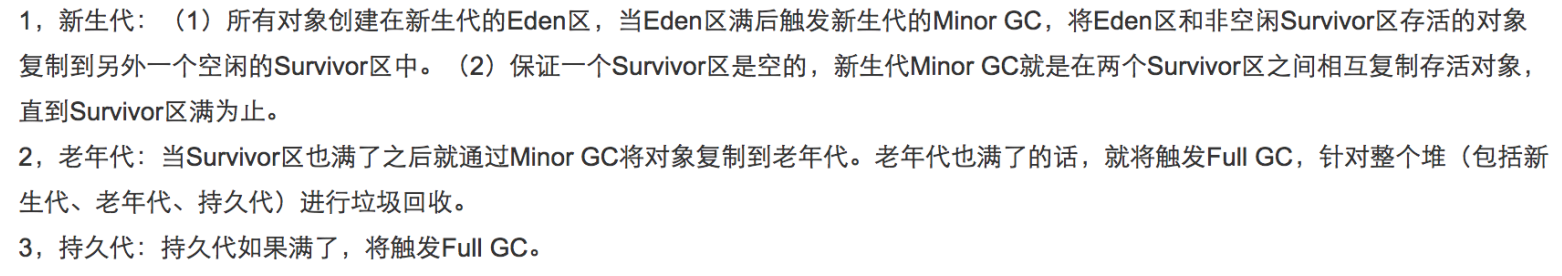 1，新生代：（1）所有对象创建在新生代的Eden区，当Eden区满后触发新生代的Minor GC，将Eden区和非空闲Survivor区存活的对象
复制到另外一个空闲的Survivor区中。（2）保证一个Survivor区是空的，新生代Minor GC就是在两个Survivor区之间相互复制存活对象，
直到Survivor区满为止。
2，老年代：当Survivor区也满了之后就通过Minor GC将对象复制到老年代。老年代也满了的话，就将触发Full GC，针对整个堆（包括新
生代、老年代、持久代）进行垃圾回收。
3，持久代：持久代如果满了，将触发Full GC。